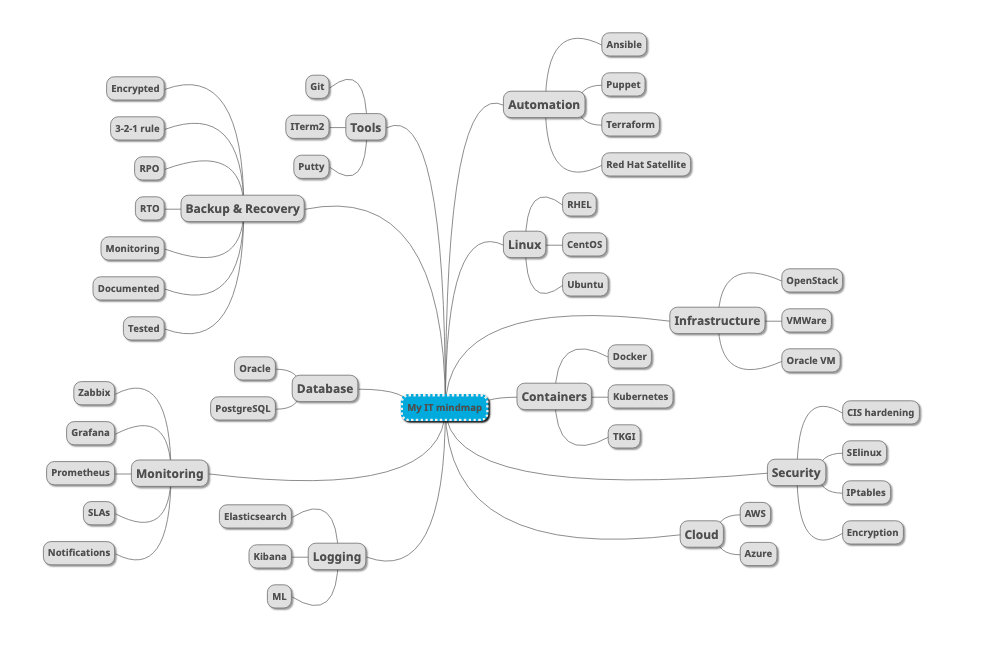 My IT mindmap
Automation
Ansible
Puppet
Terraform
Red Hat Satellite
Linux
RHEL
CentOS
Ubuntu
Infrastructure
OpenStack
VMWare
Oracle VM
Containers
Docker
Kubernetes
TKGI
Security
CIS hardening
SElinux
IPtables
Encryption
Cloud
AWS
Azure
Tools
Git
ITerm2
Putty
Backup & Recovery
Encrypted
3-2-1 rule
RPO
RTO
Monitoring
Documented
Tested
Database
Oracle
PostgreSQL
Monitoring
Zabbix
Grafana
Prometheus
SLAs
Notifications
Logging
Elasticsearch
Kibana
ML